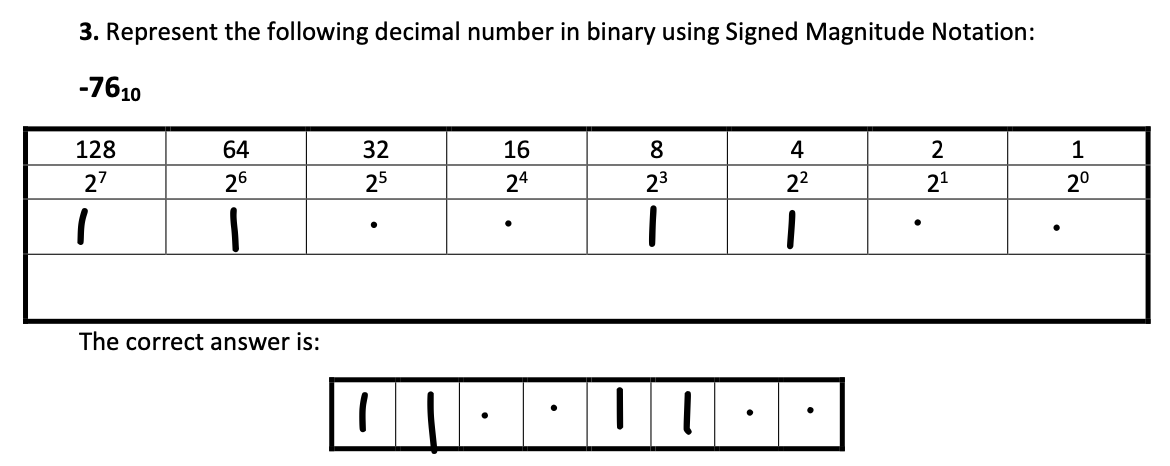 3. Represent the following decimal number in binary using Signed Magnitude Notation:
-76₁₀
128 64 32 16 8 4 2 1
2⁷ 2⁶ 2⁵ 2⁴ 2³ 2² 2¹ 2⁰
1 1 . . 1 1 . .
The correct answer is:
1 1 . . 1 1 . .